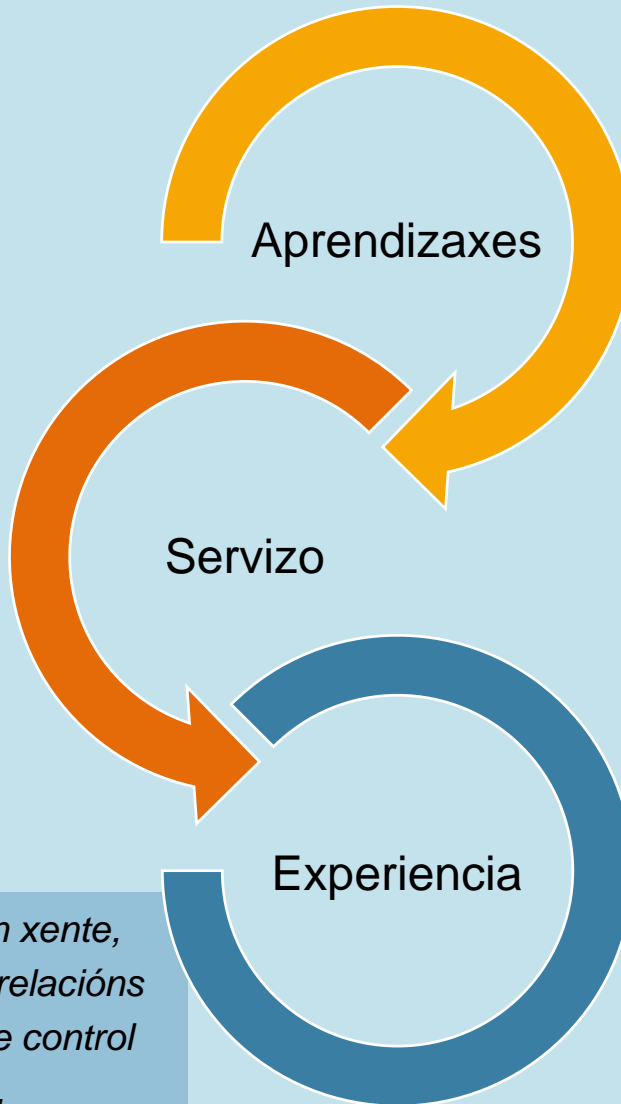 Aprendizaxes
Servizo
Experiencia
xente,
relacións
control